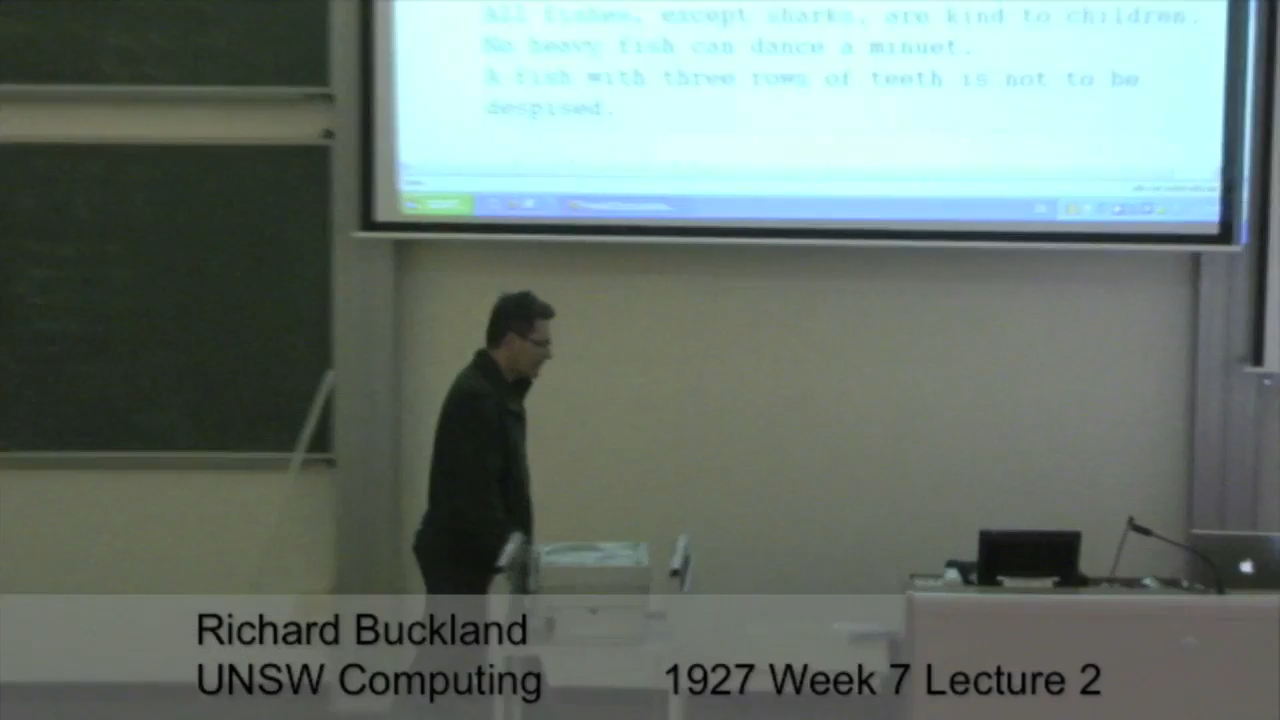 All fishes, except sharks, are kind to children.
No heavy fish can dance a minuet.
A fish with three rows of teeth is not to be
despised.
Richard Buckland
UNSW Computing
1927 Week 7 Lecture 2